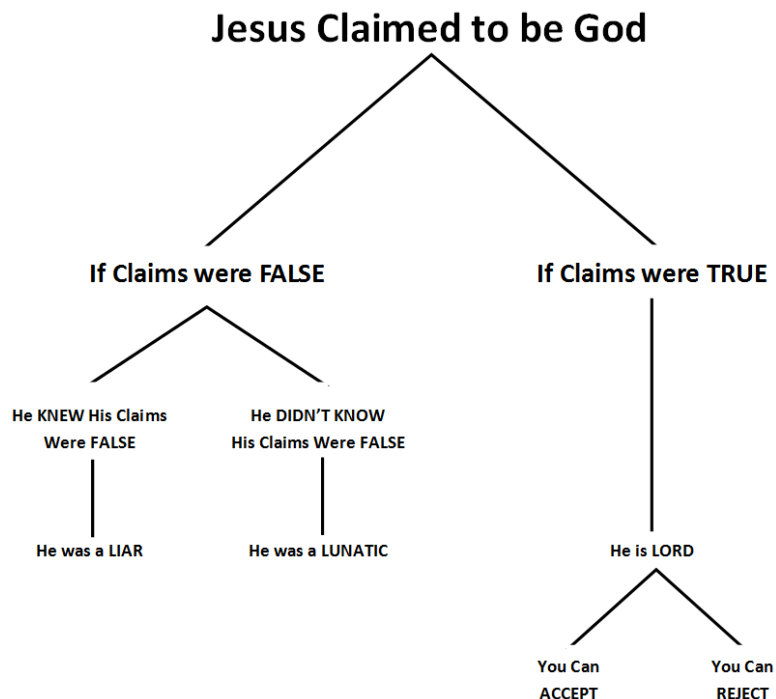 Jesus Claimed to be God
If Claims were FALSE
If Claims were TRUE
He KNEW His Claims
Were FALSE
He DIDN'T KNOW
His Claims Were FALSE
He was a LIAR
He was a LUNATIC
He is LORD
You Can
ACCEPT
You Can
REJECT